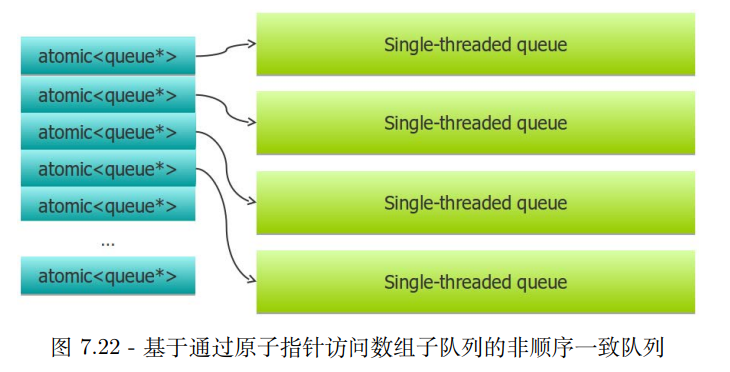 atomic<queue*>
Single-threaded queue
atomic<queue*>
Single-threaded queue
atomic<queue*>
atomic<queue*>
Single-threaded queue
atomic<queue*>
...
atomic<queue*>
Single-threaded queue
图 7.22 - 基于通过原子指针访问数组子队列的非顺序一致队列